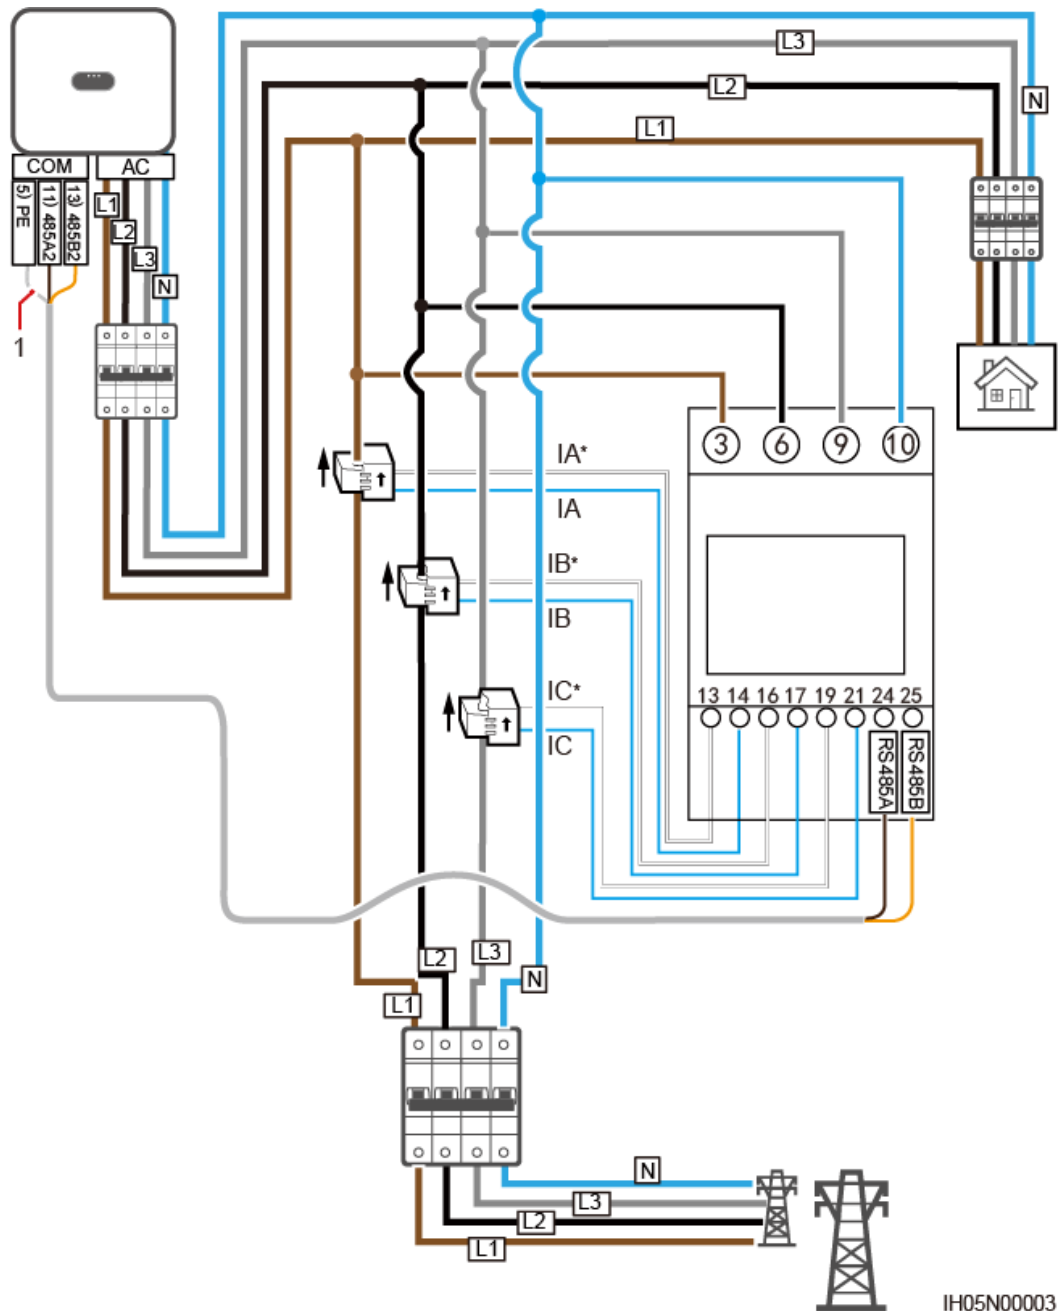 L3
L2
N
L1
COM
AC
5) PE
11) 485A2
13) 485B2
L1
L2
L3
N
1
3
6
9
10
IA*
IA
IB*
IB
IC*
IC
13 14 16 17 19 21 24 25
RS485A
RS485B
L2
L3
N
L1
N
L3
L2
L1
IH05N00003